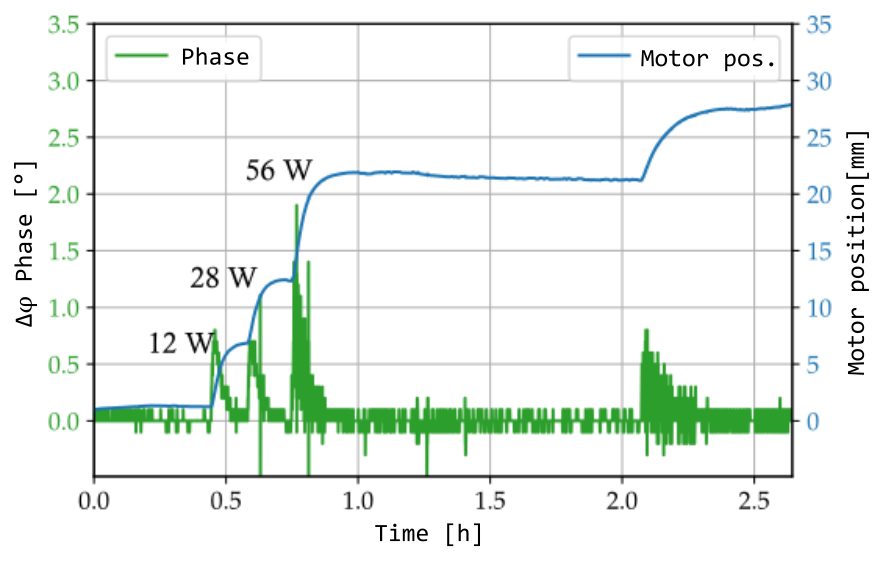 3.5
3.0
2.5
2.0
1.5
1.0
0.5
0.0
Δφ Phase [°]
Phase
Motor pos.
56 W
28 W
12 W
35
30
25
20
15
10
5
0
Motor position[mm]
0.0 0.5 1.0 1.5 2.0 2.5
Time [h]